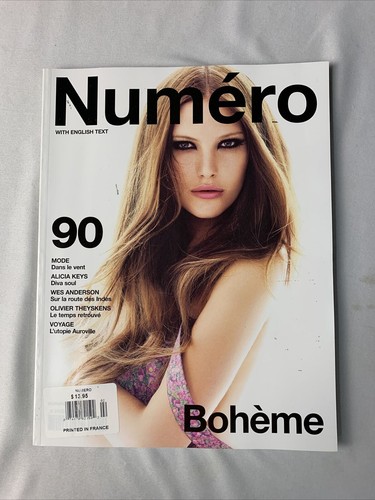 Numéro
WITH ENGLISH TEXT
90
MODE
Dans le vent
ALICIA KEYS
Diva soul
WES ANDERSON
Sur la route des Indes
OLIVIER THEYSKENS
Le temps retrouvé
VOYAGE
L'utopie Auroville
NUMERO
$13.95
PRINTED IN FRANCE
Bohème